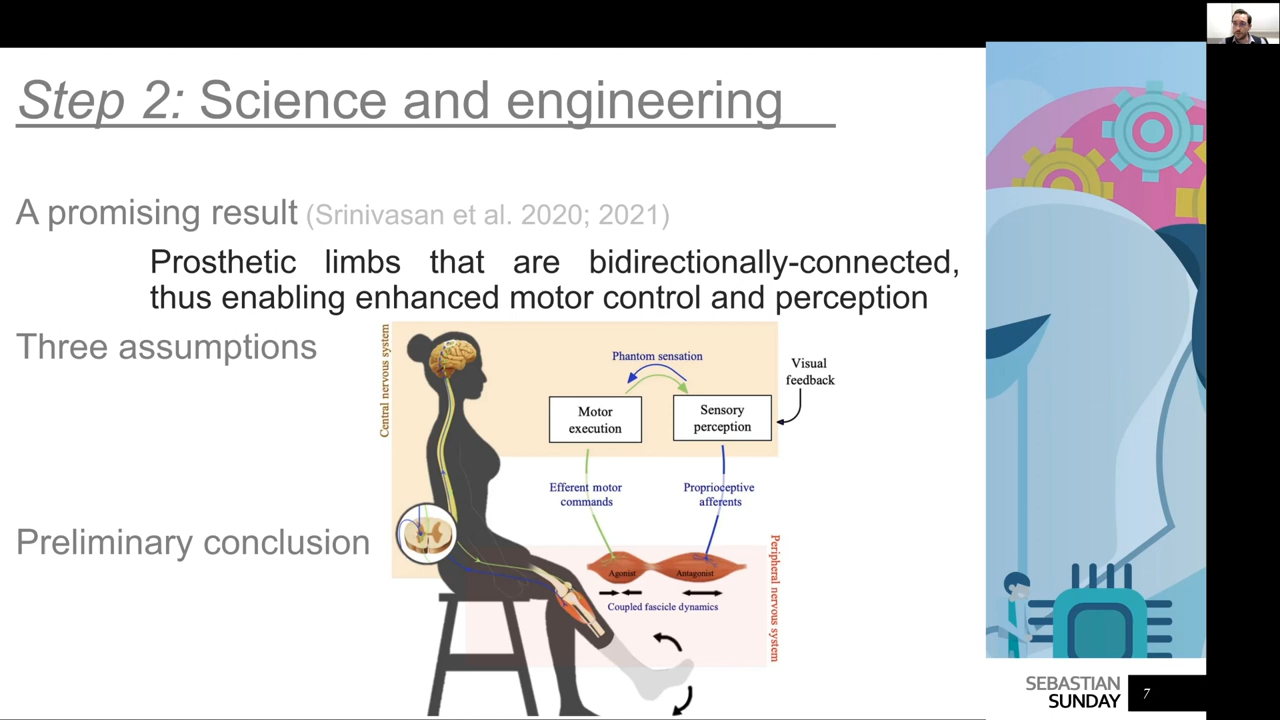 Step 2: Science and engineering
A promising result (Srinivasan et al. 2020; 2021)
Prosthetic limbs that are bidirectionally-connected,
thus enabling enhanced motor control and perception
Three assumptions
Preliminary conclusion
Central nervous system
Phantom sensation
Visual
feedback
Motor
execution
Sensory
perception
Efferent motor
commands
Proprioceptive
afferents
Agonist
Antagonist
Coupled fascicle dynamics
Peripheral nervous system
SEBASTIAN
SUNDAY
7